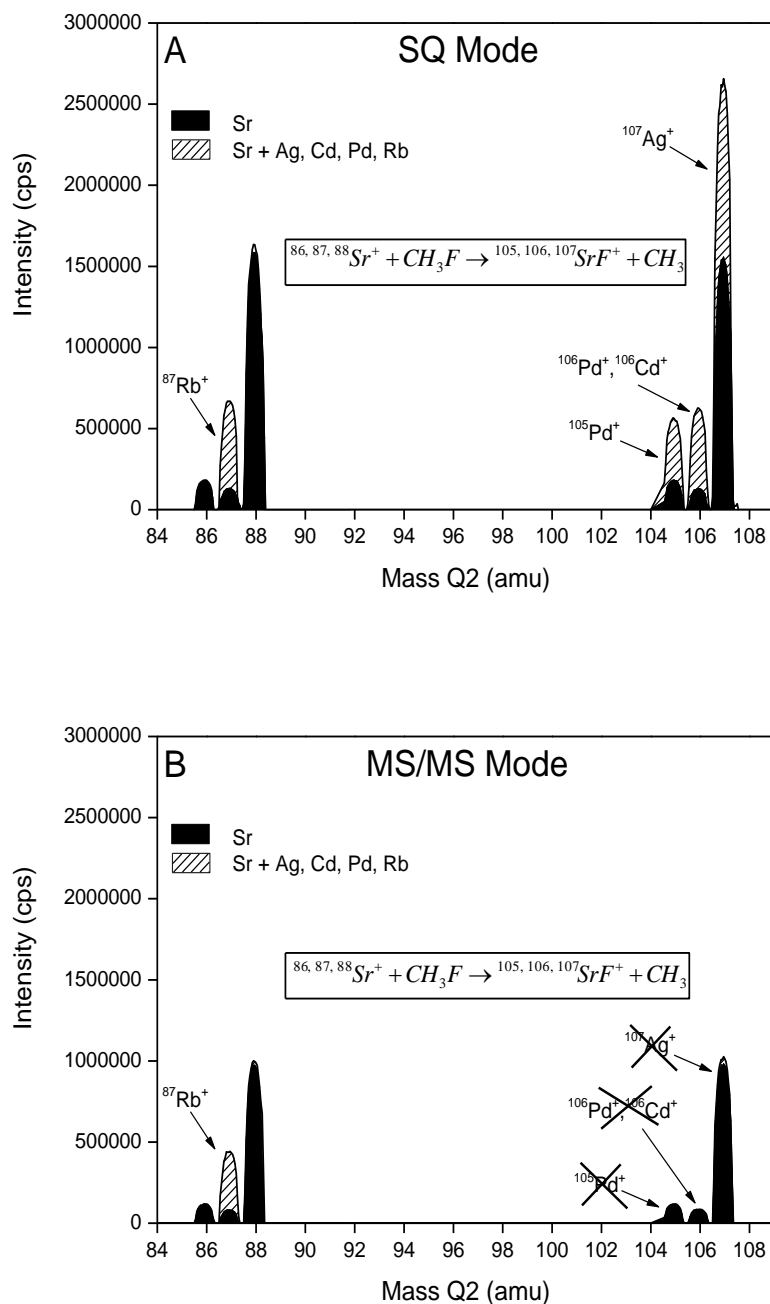 3000000
A
SQ Mode
2500000
Sr
Sr + Ag, Cd, Pd, Rb
¹⁰⁷Ag⁺
2000000
Intensity (cps)
1500000
⁸⁶, ⁸⁷, ⁸⁸Sr⁺ + CH₃F → ¹⁰⁵, ¹⁰⁶, ¹⁰⁷SrF⁺ + CH₃
1000000
⁸⁷Rb⁺
¹⁰⁶Pd⁺,¹⁰⁶Cd⁺
500000
¹⁰⁵Pd⁺
0
84 86 88 90 92 94 96 98 100 102 104 106 108
Mass Q2 (amu)
3000000
B
MS/MS Mode
2500000
Sr
Sr + Ag, Cd, Pd, Rb
2000000
Intensity (cps)
1500000
⁸⁶, ⁸⁷, ⁸⁸Sr⁺ + CH₃F → ¹⁰⁵, ¹⁰⁶, ¹⁰⁷SrF⁺ + CH₃
1000000
¹⁰⁷Ag⁺
⁸⁷Rb⁺
¹⁰⁶Pd⁺,¹⁰⁶Cd⁺
500000
¹⁰⁵Pd⁺
0
84 86 88 90 92 94 96 98 100 102 104 106 108
Mass Q2 (amu)